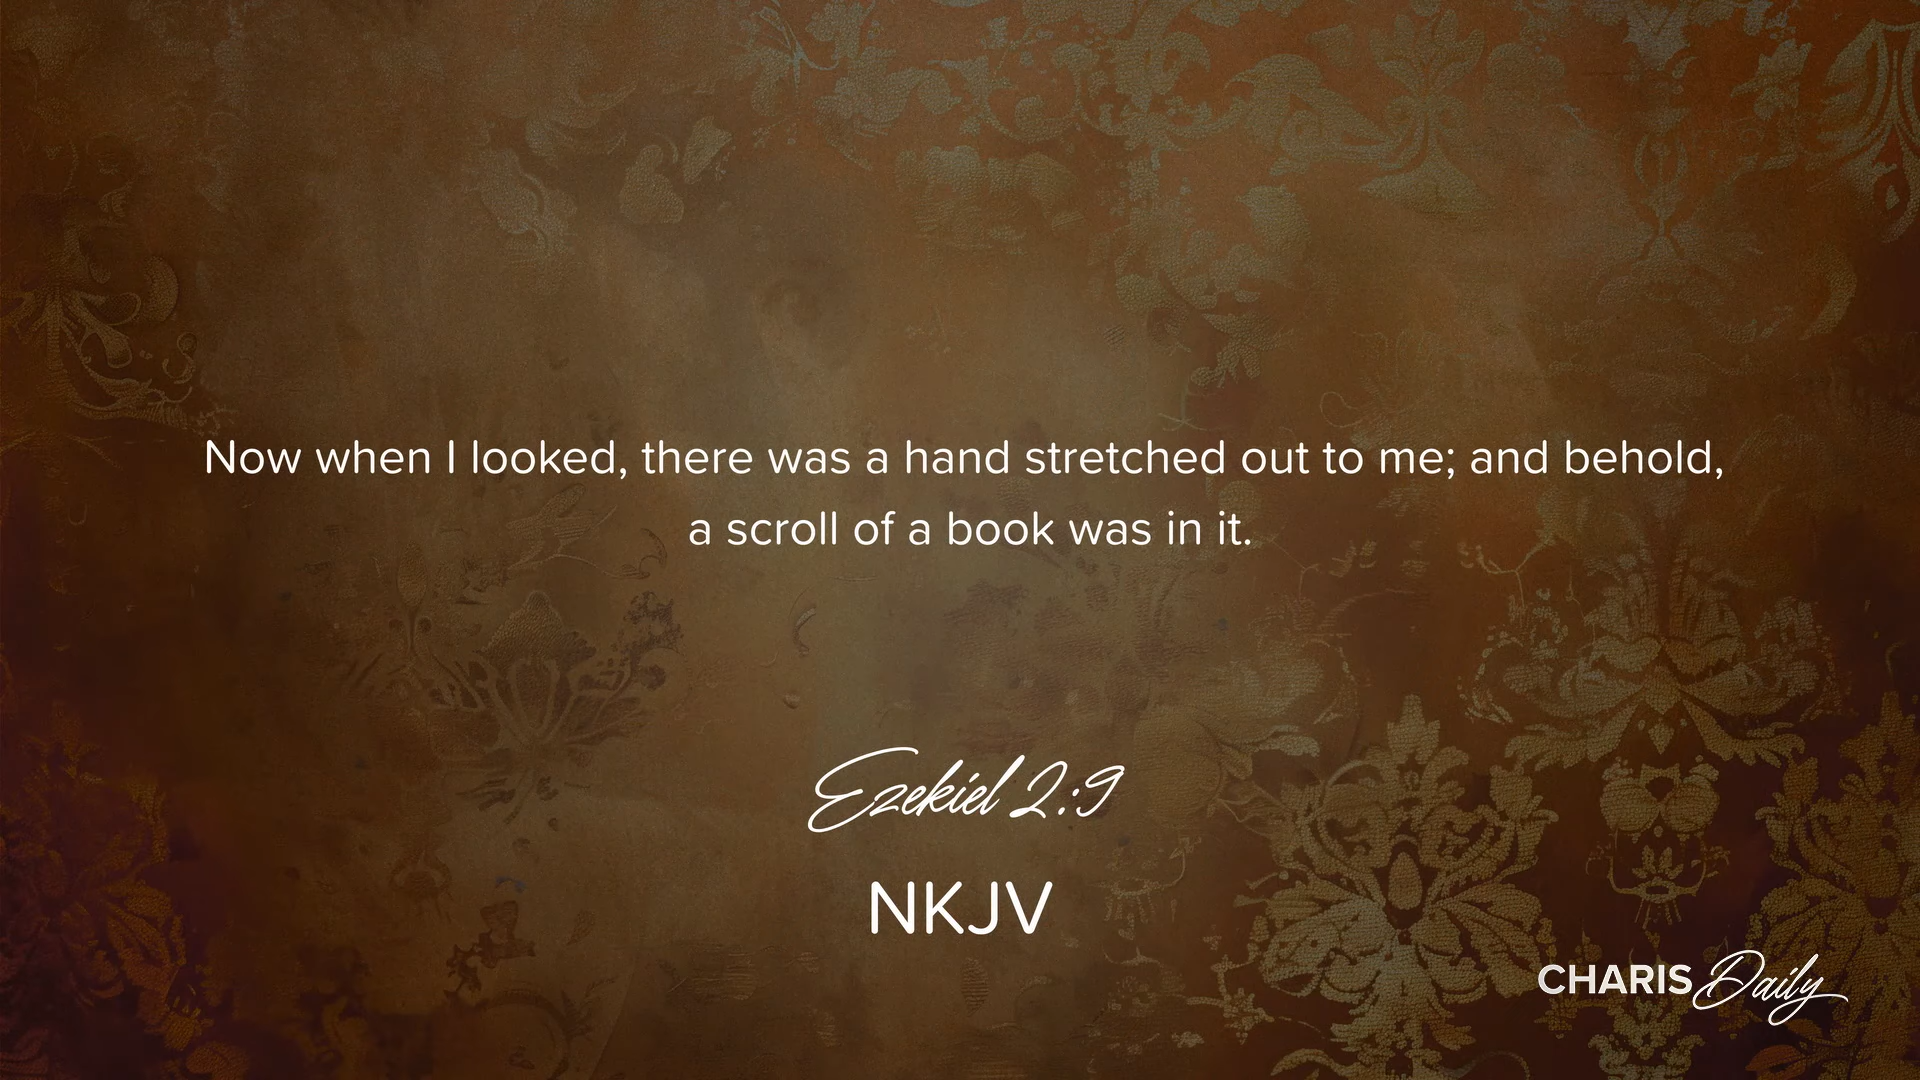 Now when I looked, there was a hand stretched out to me; and behold,
a scroll of a book was in it.
Ezekiel 2:9
NKJV
CHARIS Daily